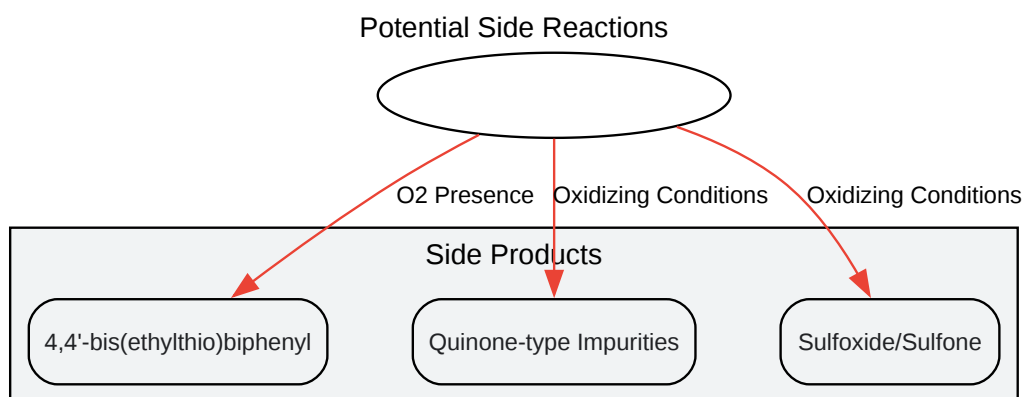 Potential Side Reactions
O2 Presence
Oxidizing Conditions
Oxidizing Conditions
Side Products
4,4'-bis(ethylthio)biphenyl
Quinone-type Impurities
Sulfoxide/Sulfone